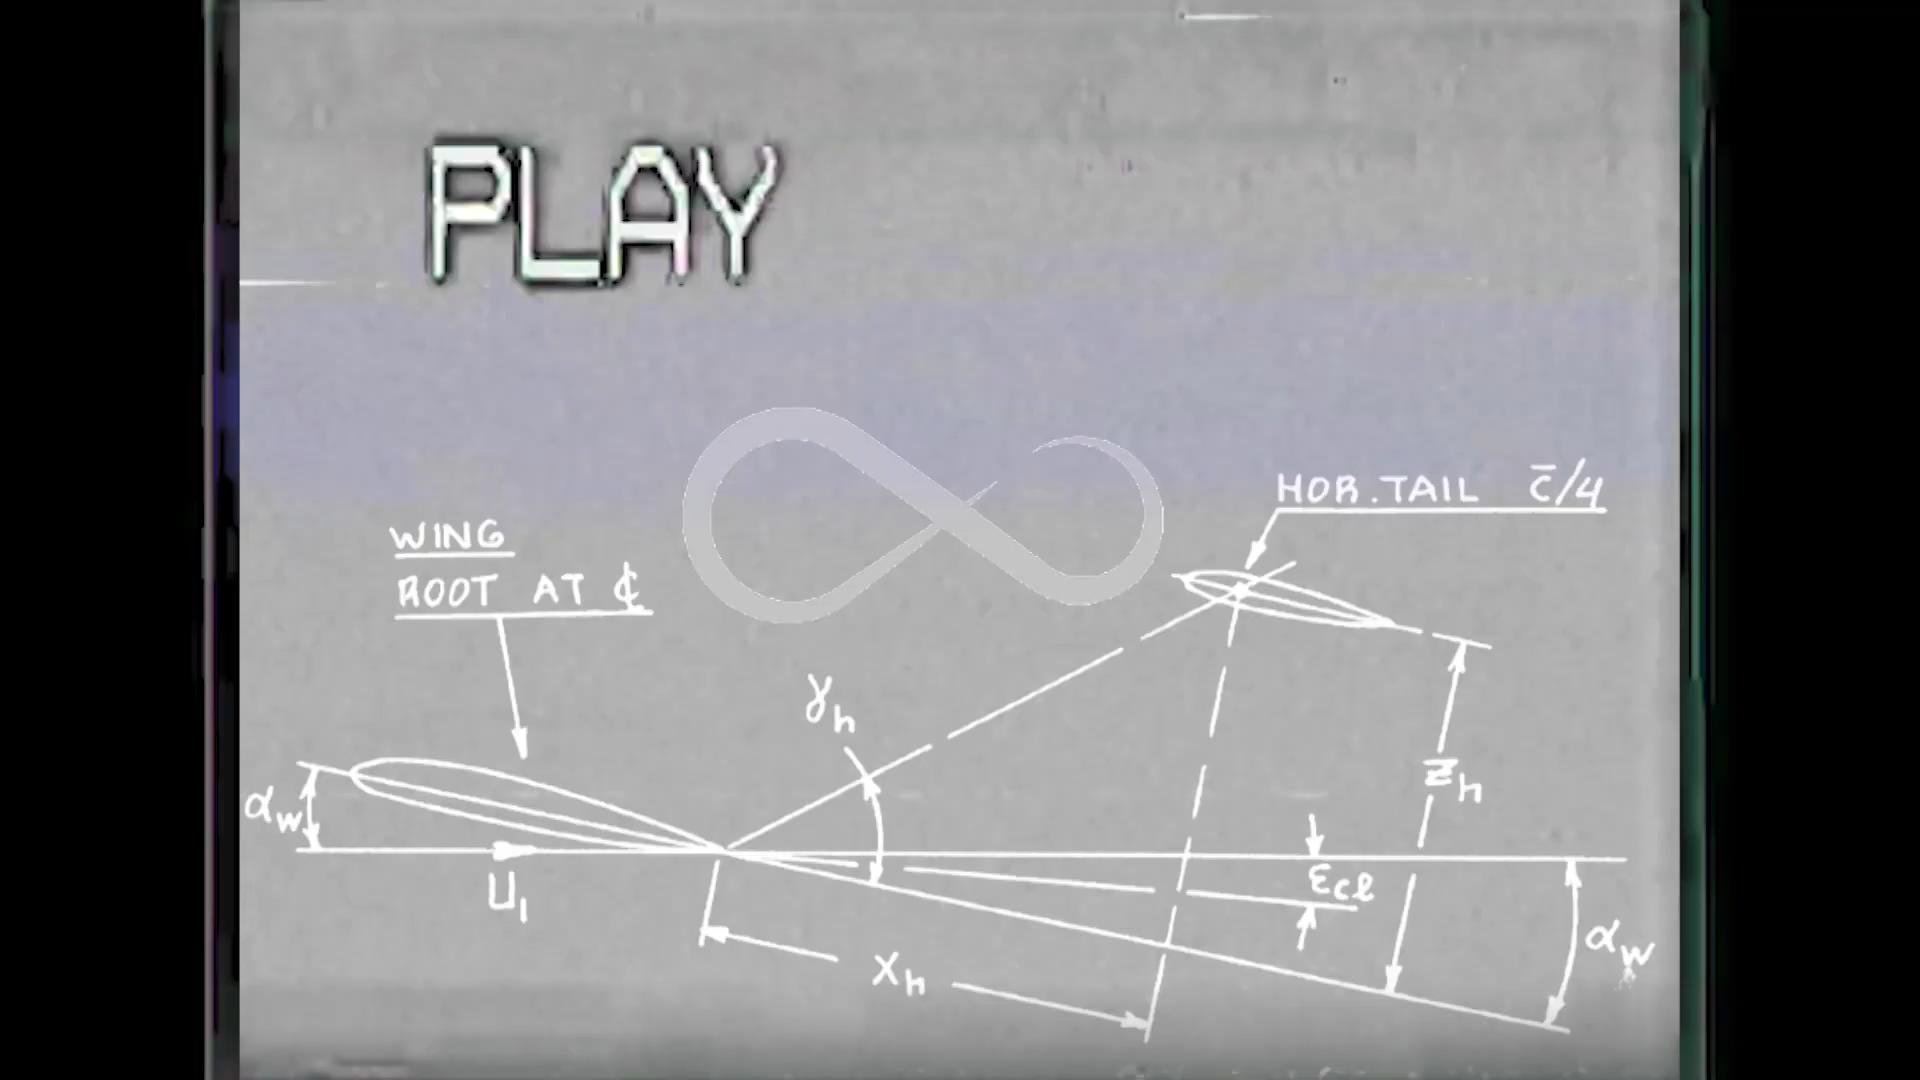 PLAY
HOR.TAIL c̄/4
WING
ROOT AT ℄
γh
zh
αw
εcl
U1
αw
xh